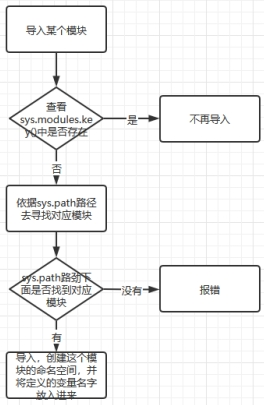 导入某个模块
查看
sys.modules.ke
y()中是否存在
是
不再导入
否
依据sys.path路径
去寻找对应模块
sys.path路径下
面是否找到对应
模块
没有
报错
有
导入，创建这个模
块的命名空间，并
将定义的变量名字
放入进来